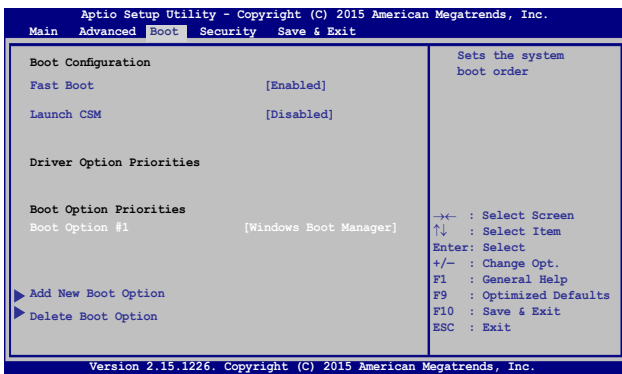 Aptio Setup Utility - Copyright (C) 2015 American Megatrends, Inc.
Main Advanced Boot Security Save & Exit
Boot Configuration
Fast Boot [Enabled]
Launch CSM [Disabled]
Driver Option Priorities
Boot Option Priorities
Boot Option #1 [Windows Boot Manager]
Add New Boot Option
Delete Boot Option
Sets the system
boot order
→← : Select Screen
↑↓ : Select Item
Enter: Select
+/— : Change Opt.
F1 : General Help
F9 : Optimized Defaults
F10 : Save & Exit
ESC : Exit
Version 2.15.1226. Copyright (C) 2015 American Megatrends, Inc.